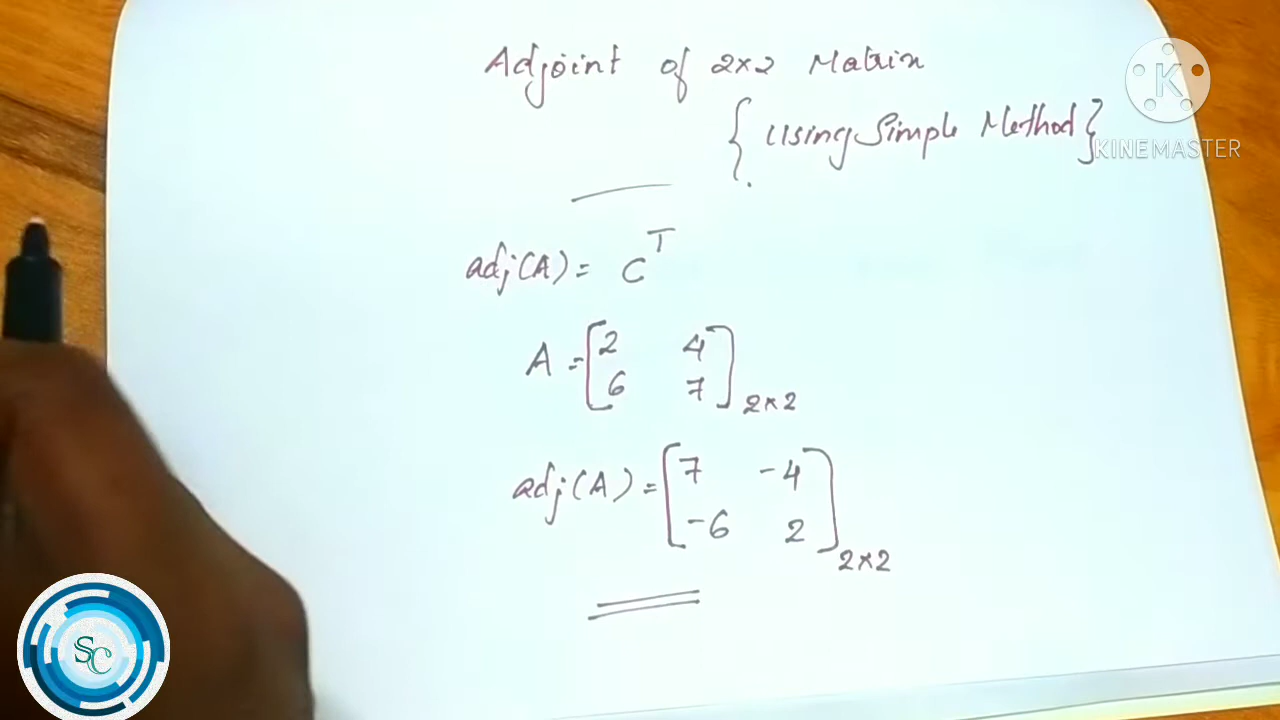 Adjoint of 2×2 Matrix
{ Using Simple Method }
KINEMASTER
adj(A) = C^T
A = [2 4
6 7]2×2
adj(A) = [7 -4
-6 2]2×2
SC